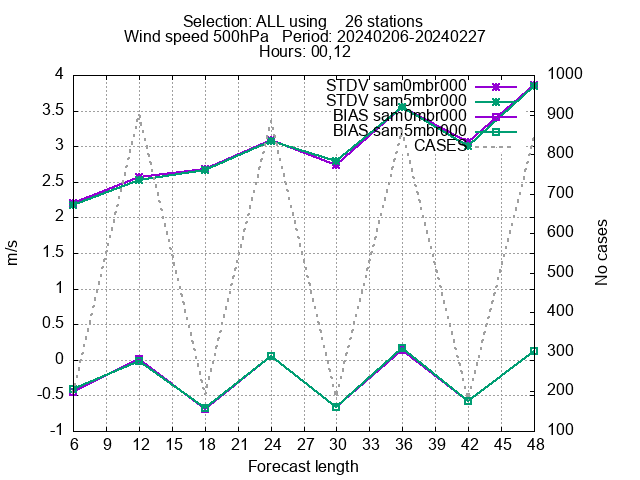 Selection: ALL using    26 stations
Wind speed 500hPa   Period: 20240206-20240227
Hours: 00,12
STDV sam0mbr000
STDV sam5mbr000
BIAS sam0mbr000
BIAS sam5mbr000
CASES
4
3.5
3
2.5
2
1.5
1
0.5
0
-0.5
-1
m/s
1000
900
800
700
600
500
400
300
200
100
No cases
6 9 12 15 18 21 24 27 30 33 36 39 42 45 48
Forecast length